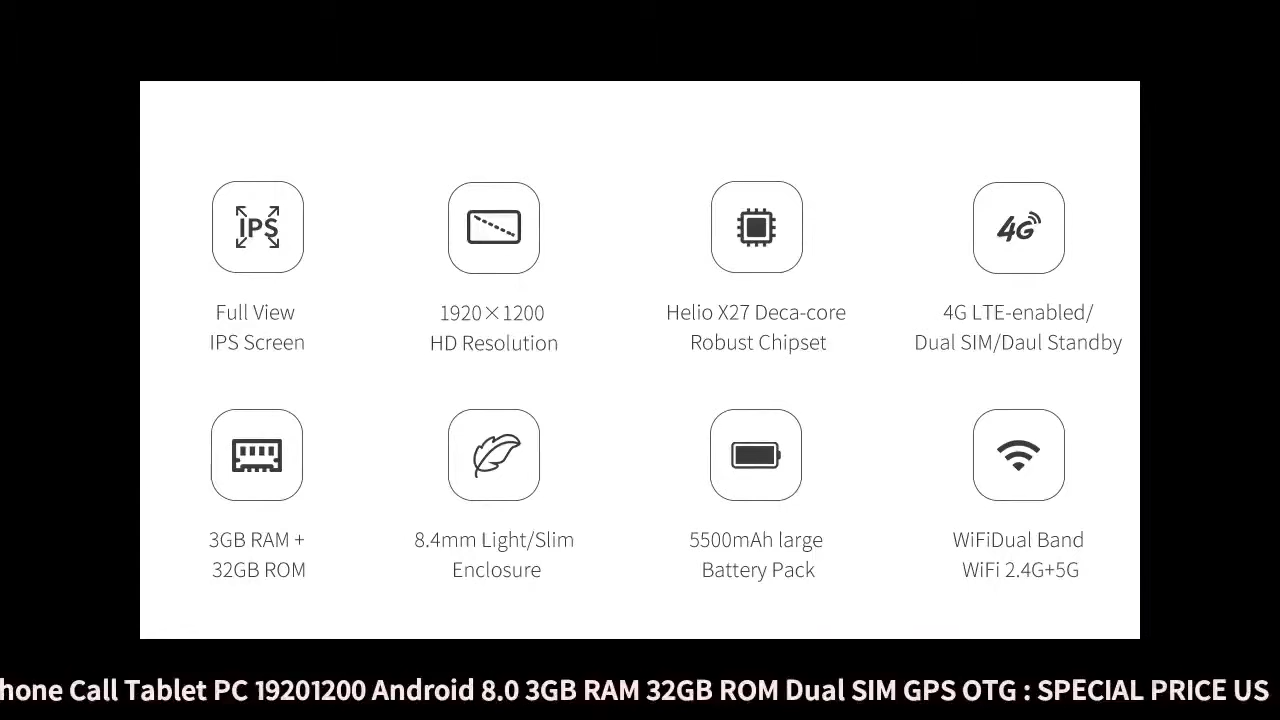 IPS
4G
Full View
IPS Screen
1920×1200
HD Resolution
Helio X27 Deca-core
Robust Chipset
4G LTE-enabled/
Dual SIM/Daul Standby
3GB RAM +
32GB ROM
8.4mm Light/Slim
Enclosure
5500mAh large
Battery Pack
WiFiDual Band
WiFi 2.4G+5G
hone Call Tablet PC 19201200 Android 8.0 3GB RAM 32GB ROM Dual SIM GPS OTG : SPECIAL PRICE US